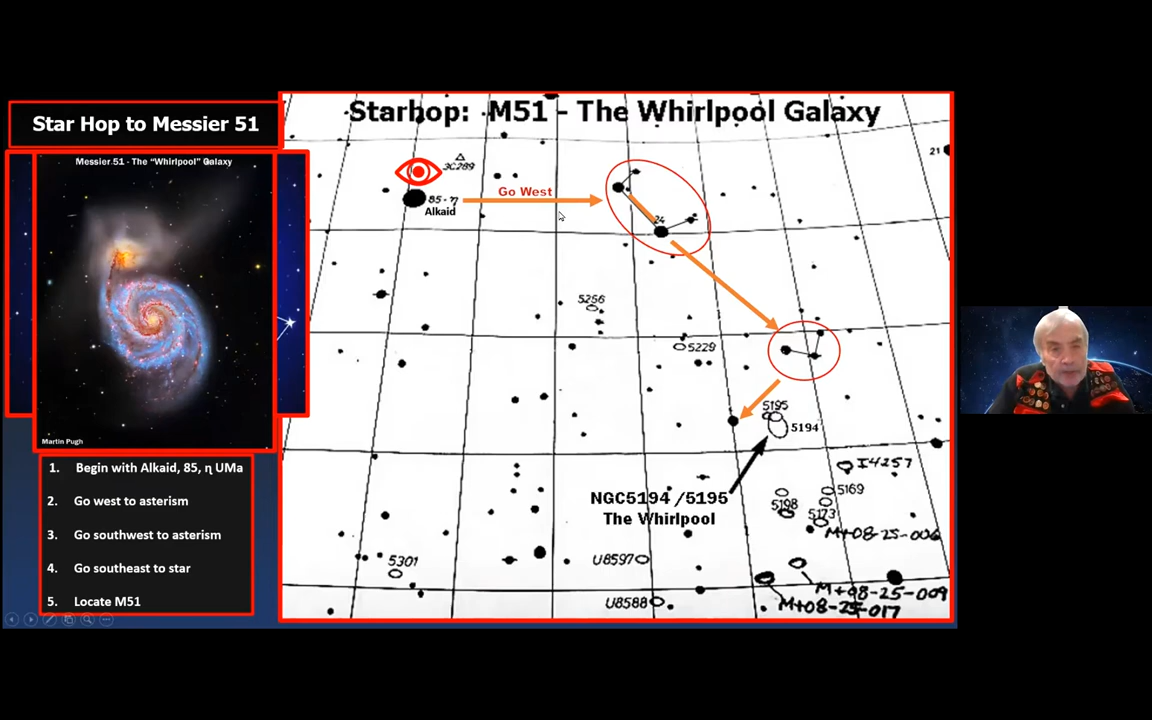 Star Hop to Messier 51
Messier 51 - The "Whirlpool" Galaxy
Martin Pugh
1. Begin with Alkaid, 85, η UMa
2. Go west to asterism
3. Go southwest to asterism
4. Go southeast to star
5. Locate M51
Starhop: M51 - The Whirlpool Galaxy
21
3C289
85-η
Alkaid
Go West
24
5256
5229
5195
5194
NGC5194 /5195
The Whirlpool
I4257
5169
5198
5173
M+08-25-006
5301
U8597
M+08-25-009
U8588
M+08-25-017